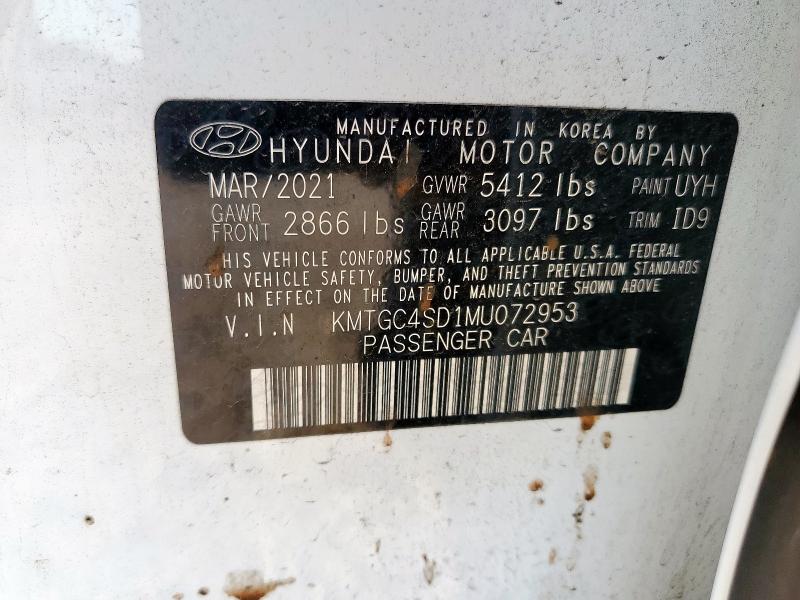 MANUFACTURED IN KOREA BY
HYUNDAI MOTOR COMPANY
MAR/2021 GVWR 5412 lbs PAINT UYH
GAWR FRONT 2866 lbs GAWR REAR 3097 lbs TRIM ID9
HIS VEHICLE CONFORMS TO ALL APPLICABLE U.S.A. FEDERAL
MOTOR VEHICLE SAFETY, BUMPER, AND THEFT PREVENTION STANDARDS
IN EFFECT ON THE DATE OF MANUFACTURE SHOWN ABOVE
V.I.N KMTGC4SD1MU072953
PASSENGER CAR